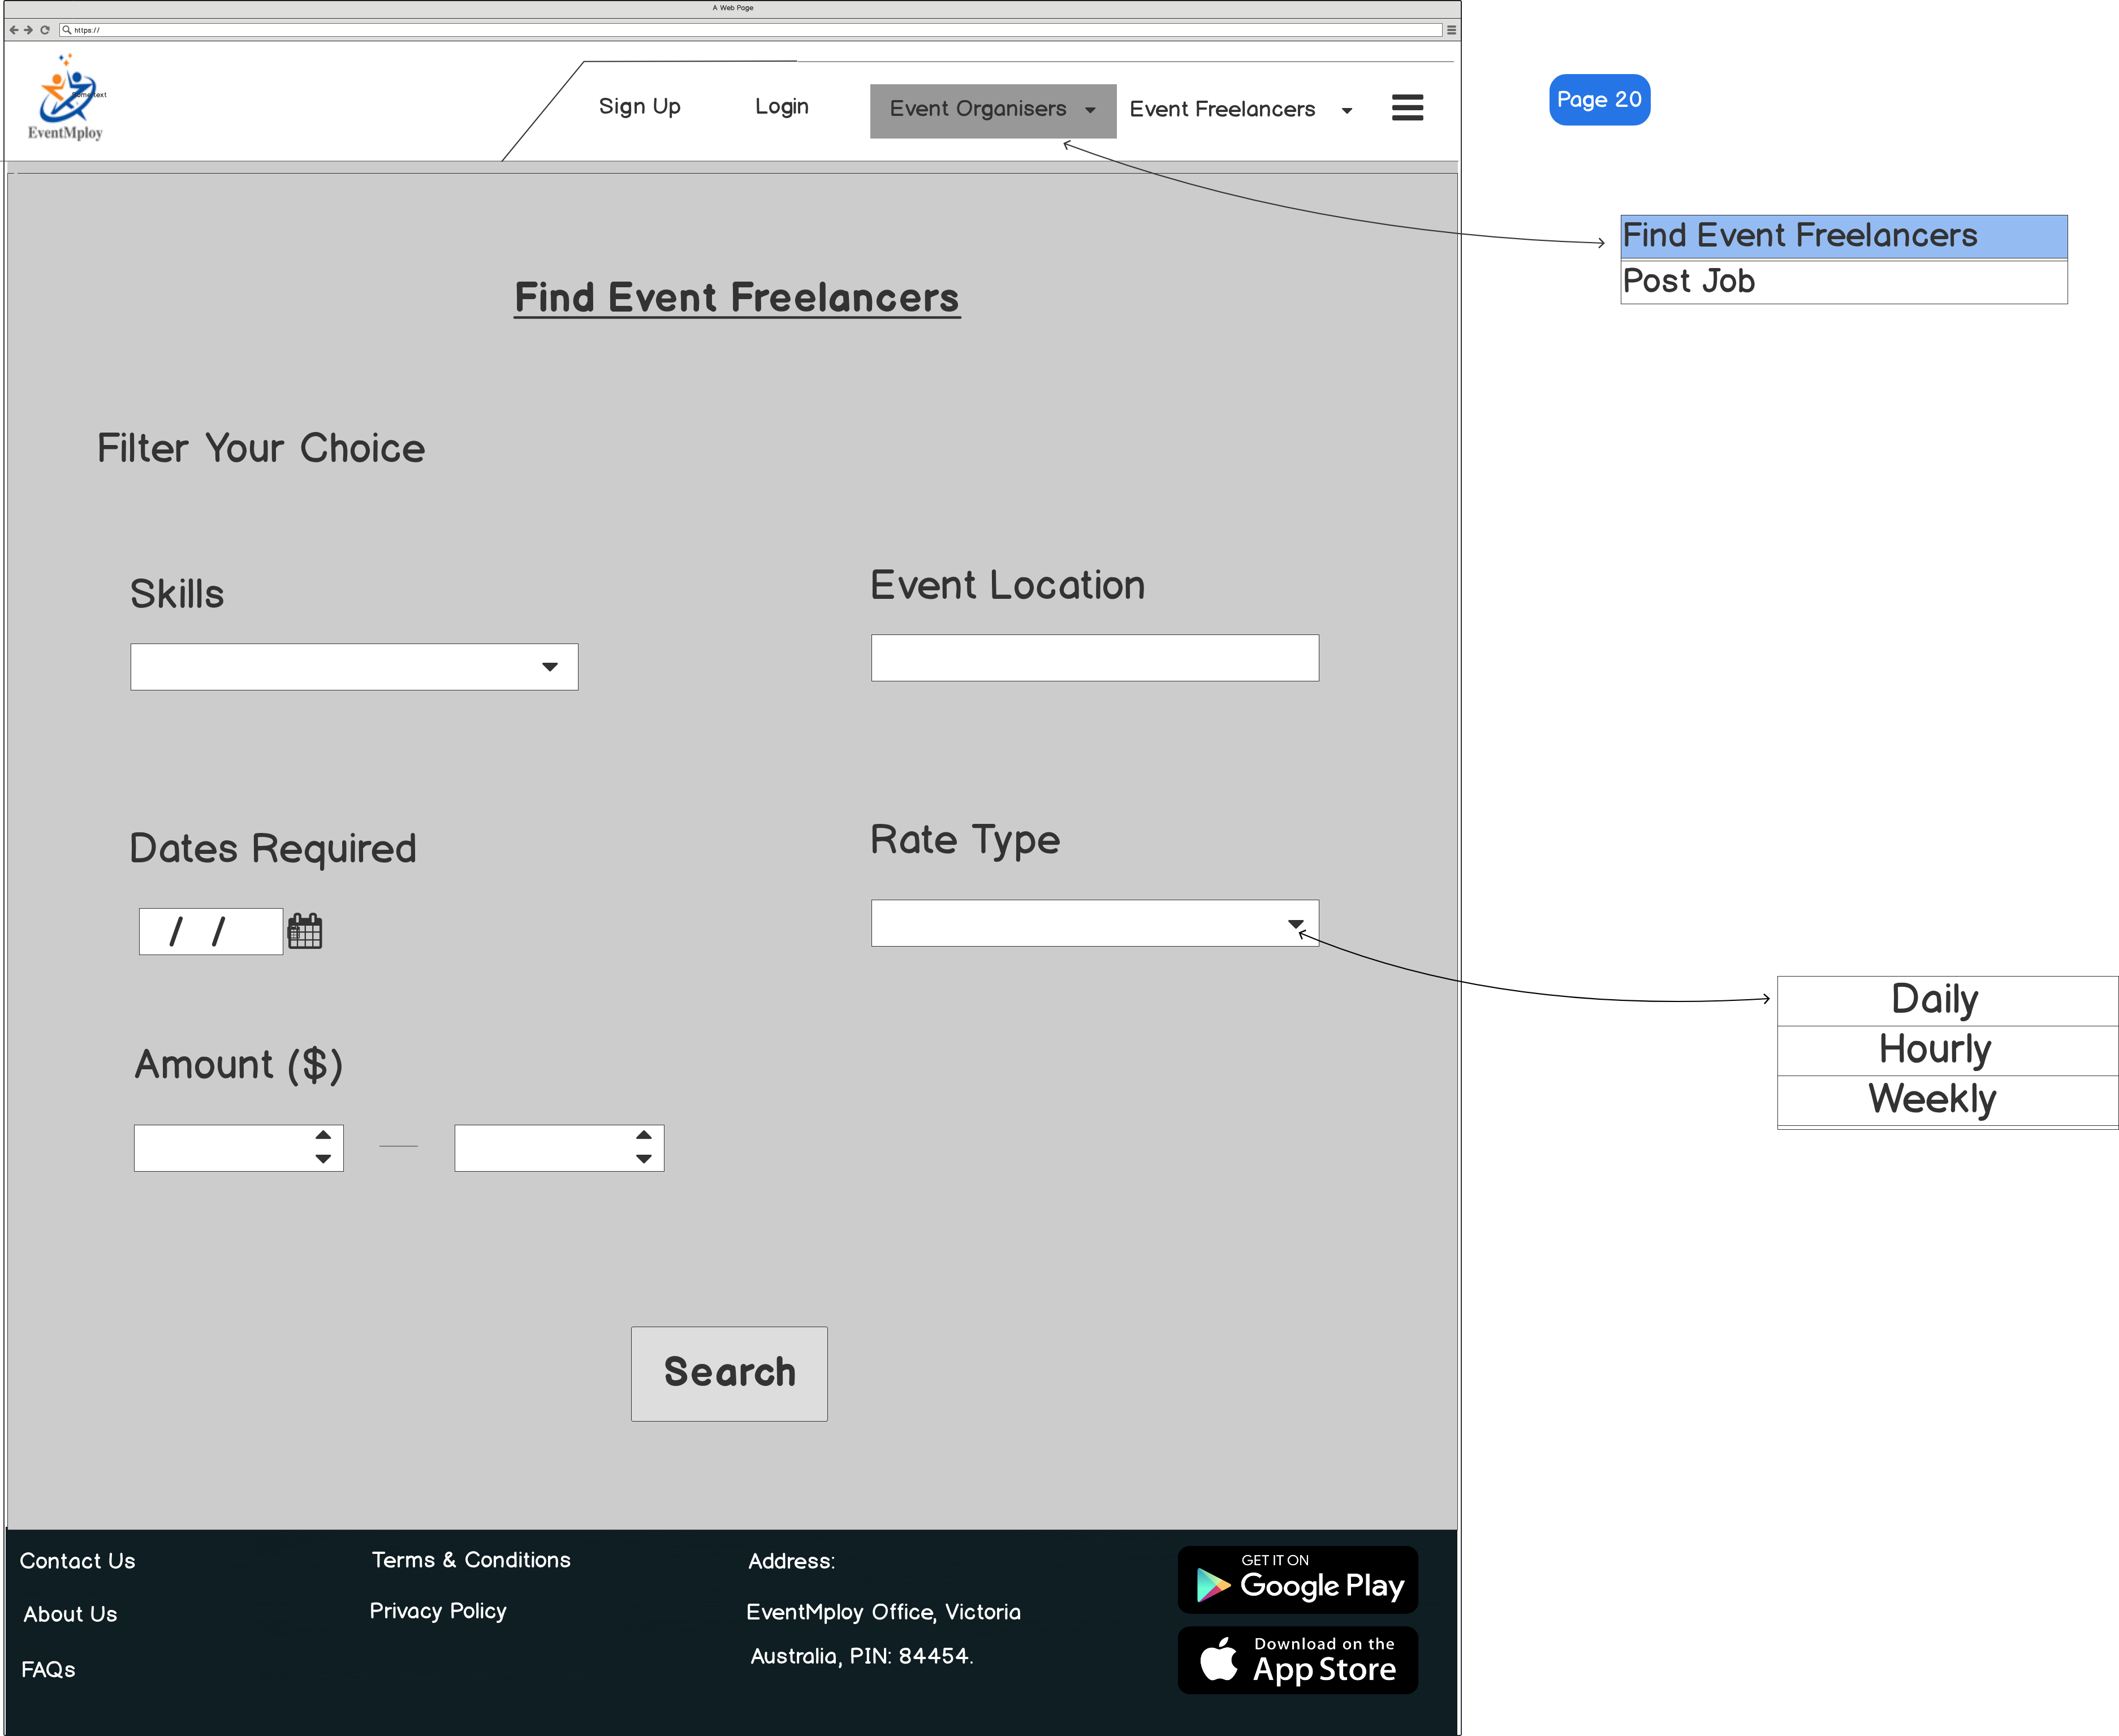 A Web Page
https://
Some text
EventMploy
Sign Up
Login
Event Organisers
Event Freelancers
Page 20
Find Event Freelancers
Post Job
Find Event Freelancers
Filter Your Choice
Skills
Event Location
Dates Required
Rate Type
/ /
Daily
Hourly
Weekly
Amount ($)
Search
Contact Us
About Us
FAQs
Terms & Conditions
Privacy Policy
Address:
EventMploy Office, Victoria
Australia, PIN: 84454.
GET IT ON
Google Play
Download on the
App Store